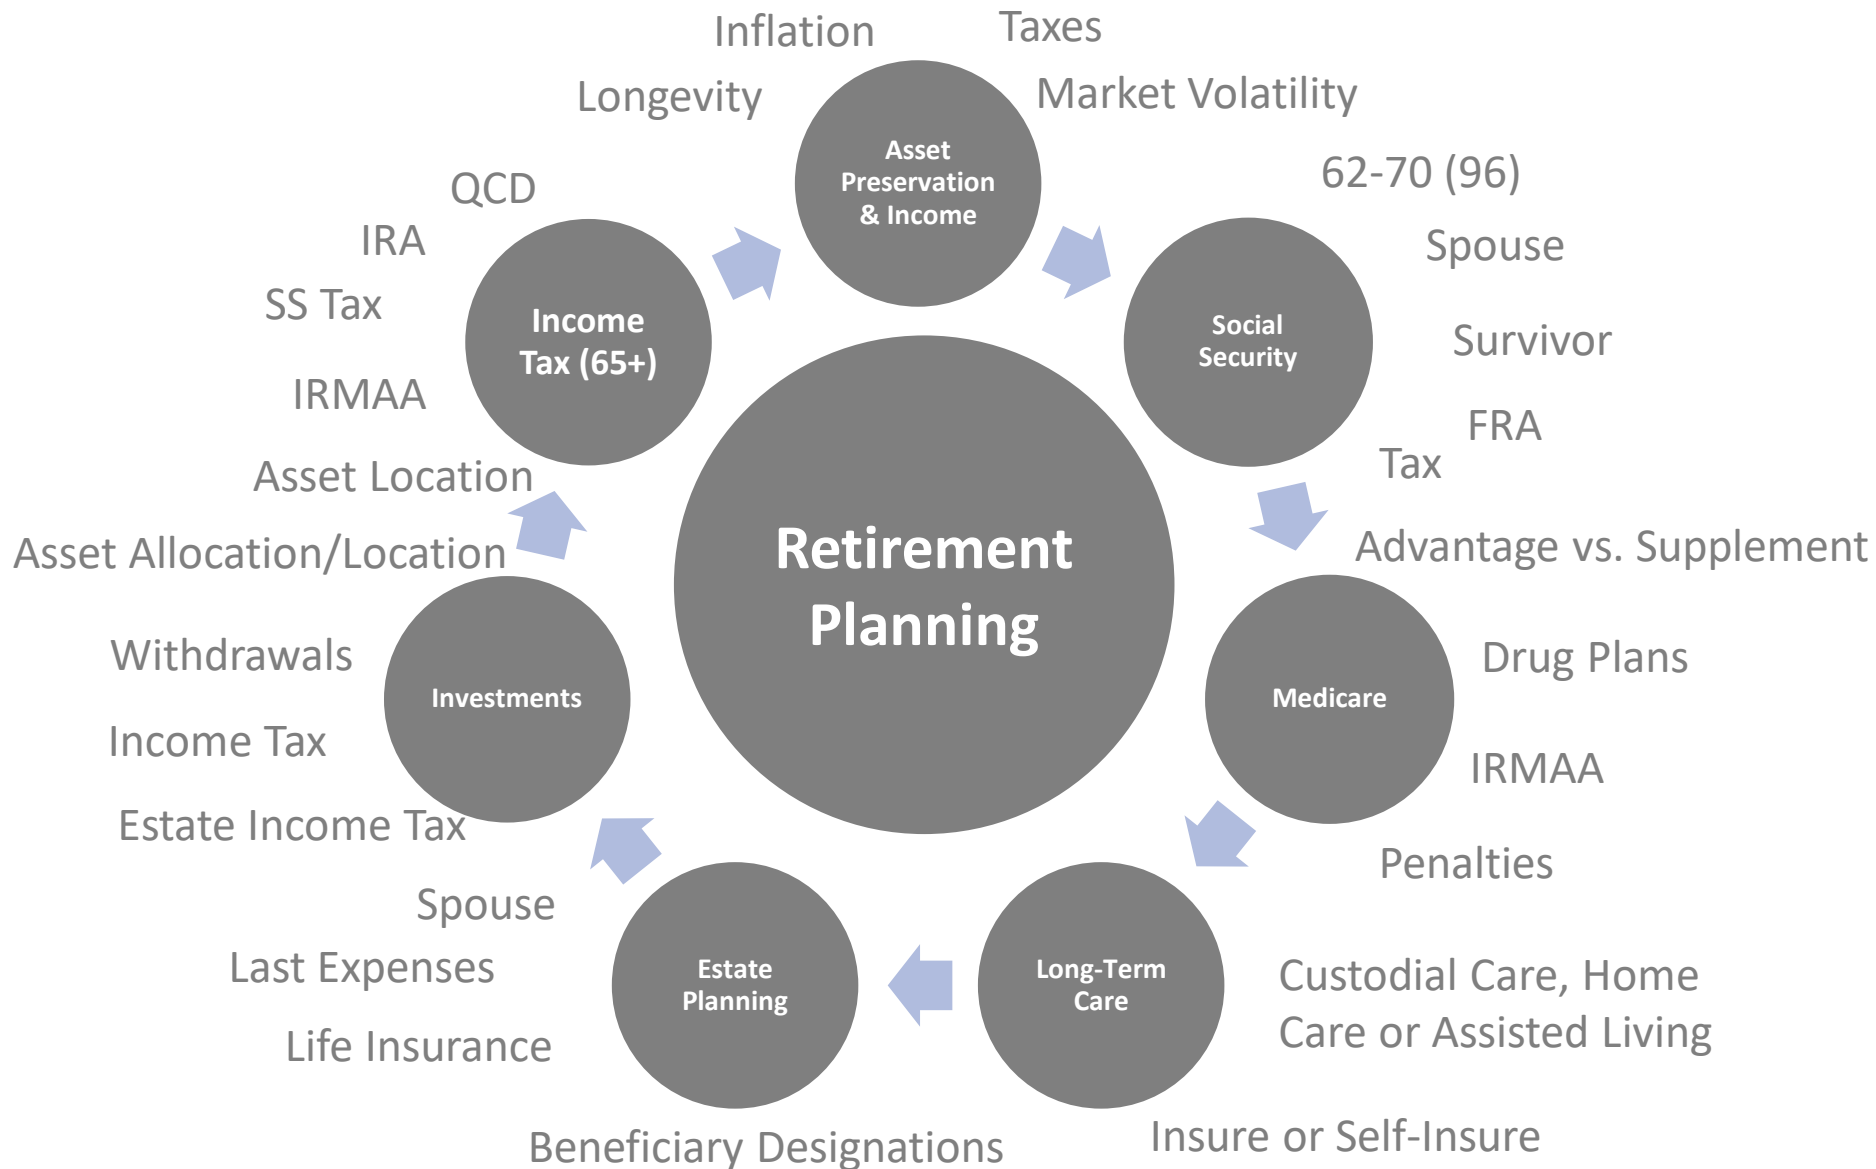 Inflation
Taxes
Longevity
Market Volatility
Asset
Preservation
& Income
62-70 (96)
Spouse
Survivor
FRA
Tax
Social
Security
Advantage vs. Supplement
Drug Plans
IRMAA
Penalties
Medicare
Custodial Care, Home
Care or Assisted Living
Insure or Self-Insure
Long-Term
Care
Estate
Planning
Spouse
Last Expenses
Life Insurance
Beneficiary Designations
Investments
Asset Allocation/Location
Withdrawals
Income Tax
Estate Income Tax
Income
Tax (65+)
QCD
IRA
SS Tax
IRMAA
Asset Location
Retirement
Planning